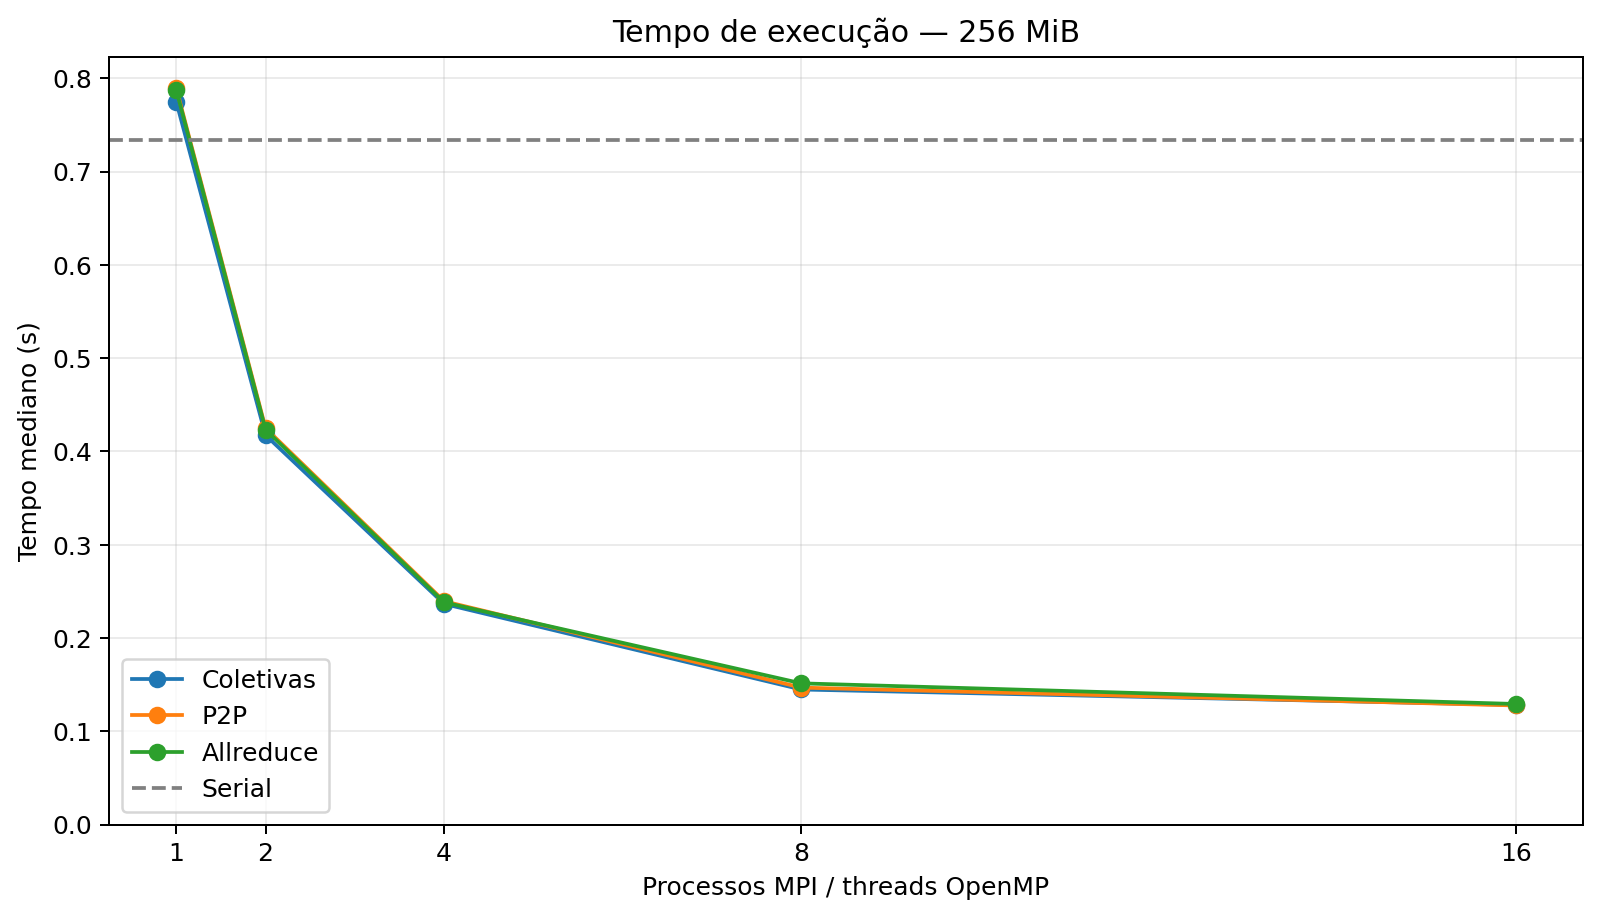 Tempo de execução — 256 MiB
Tempo mediano (s)
0.8
0.7
0.6
0.5
0.4
0.3
0.2
0.1
0.0
Coletivas
P2P
Allreduce
Serial
1 2 4 8 16
Processos MPI / threads OpenMP